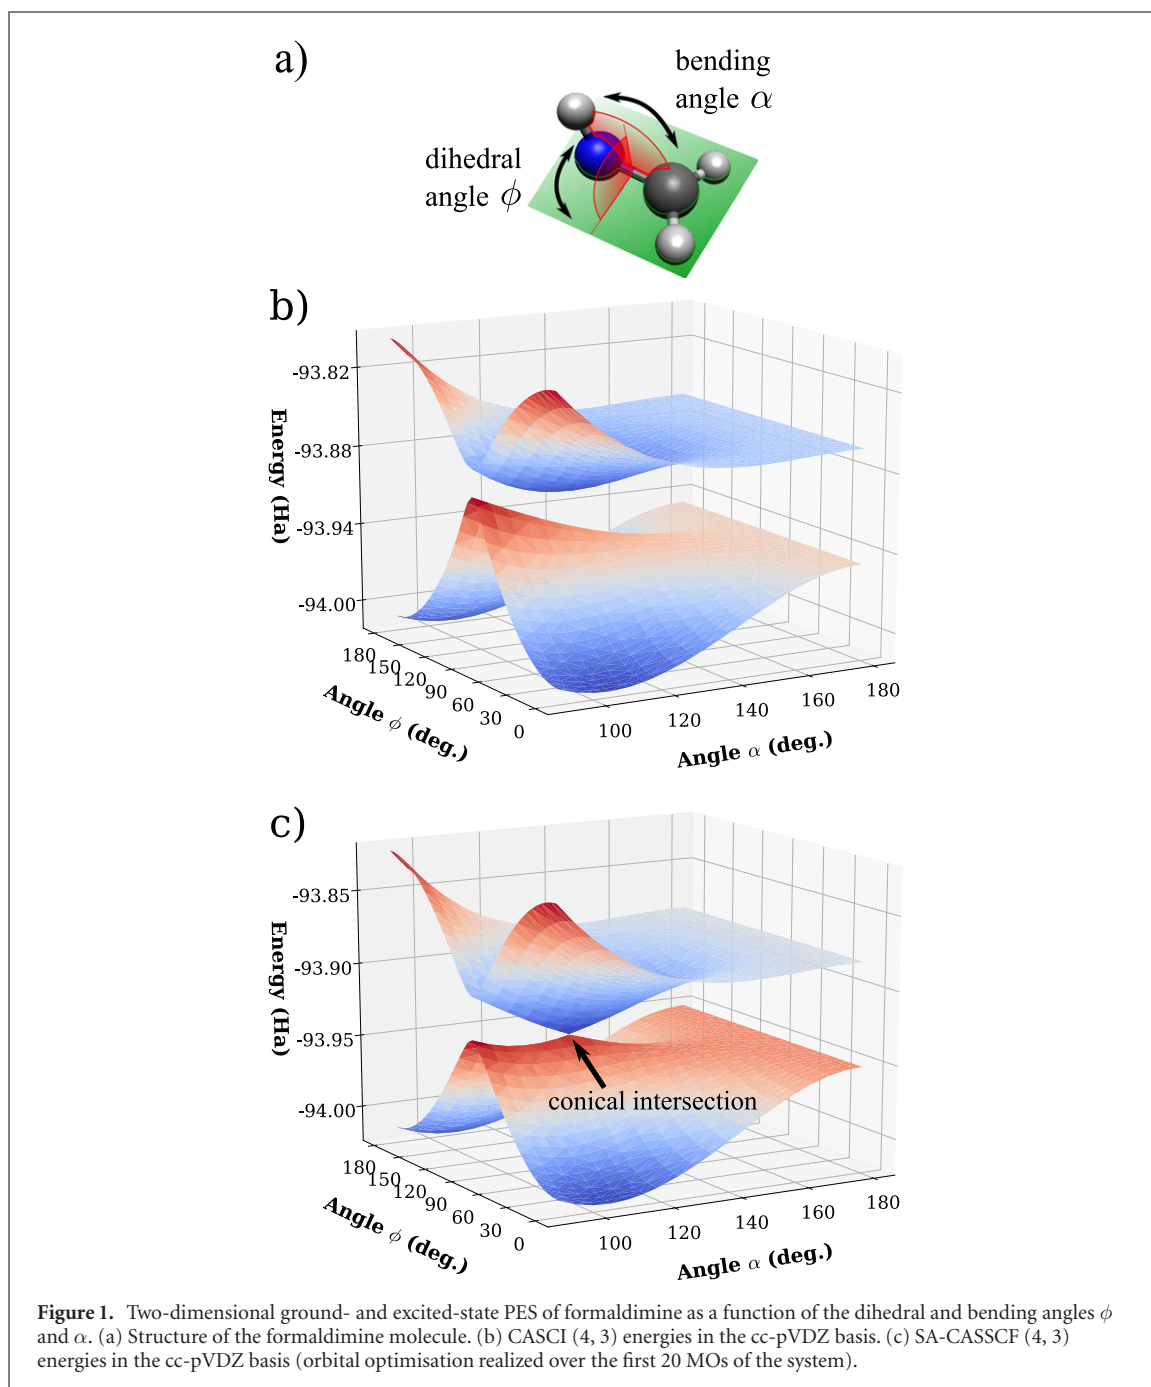 a)
bending
angle α
dihedral
angle ϕ
b)
Energy (Ha)
-93.82
-93.88
-93.94
-94.00
180
150
120
90
60
30
0
Angle ϕ (deg.)
100
120
140
160
180
Angle α (deg.)
c)
Energy (Ha)
-93.85
-93.90
-93.95
-94.00
conical intersection
180
150
120
90
60
30
0
Angle ϕ (deg.)
100
120
140
160
180
Angle α (deg.)
Figure 1. Two-dimensional ground- and excited-state PES of formaldimine as a function of the dihedral and bending angles ϕ
and α. (a) Structure of the formaldimine molecule. (b) CASCI (4, 3) energies in the cc-pVDZ basis. (c) SA-CASSCF (4, 3)
energies in the cc-pVDZ basis (orbital optimisation realized over the first 20 MOs of the system).